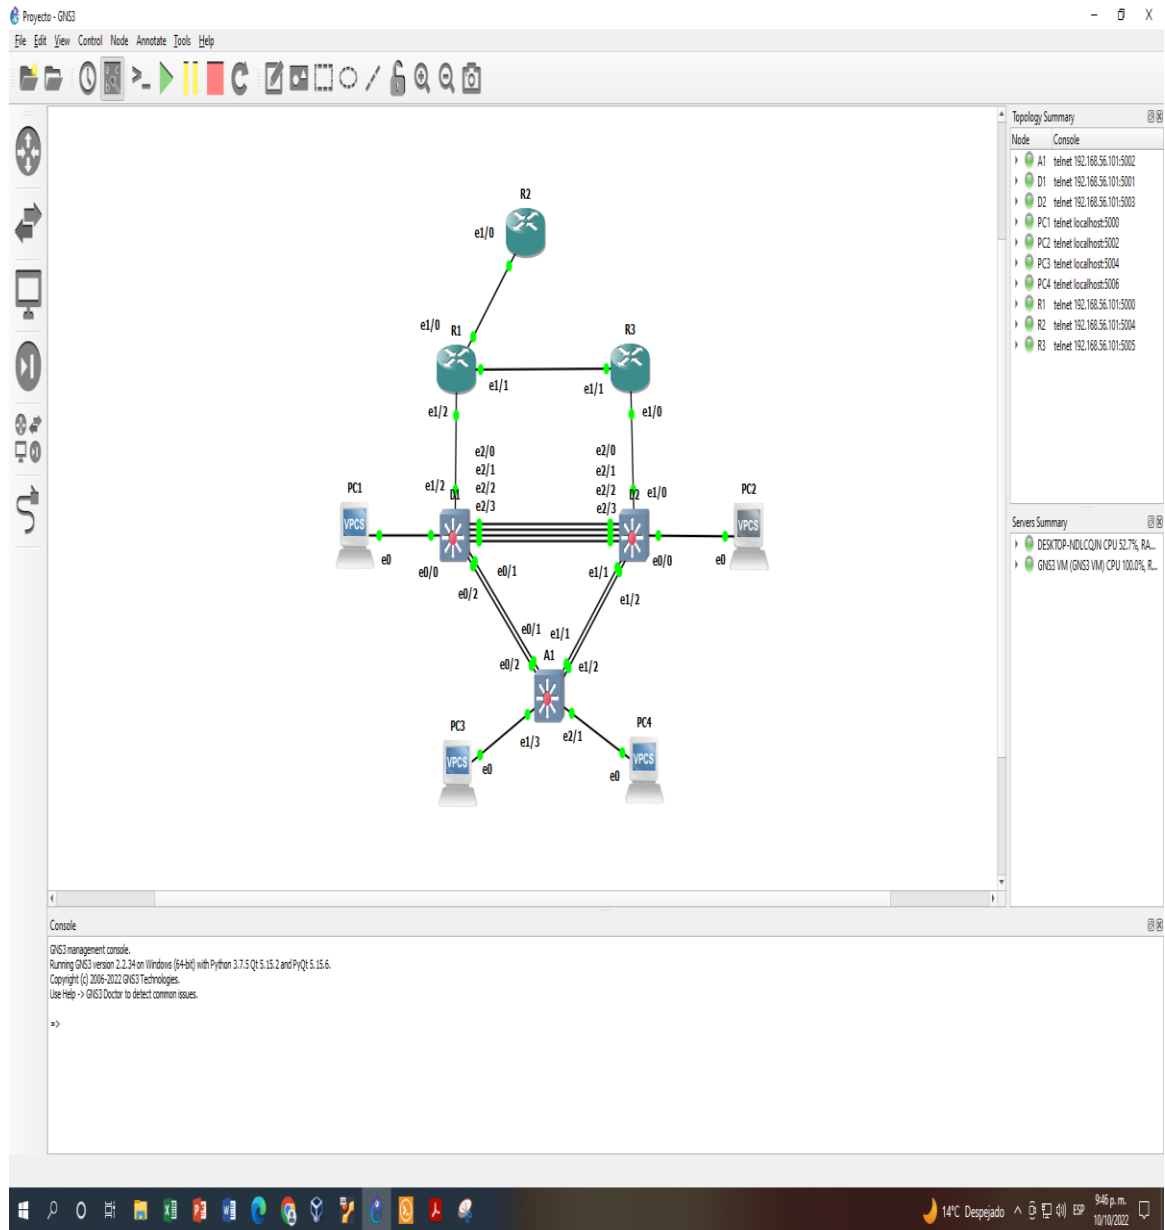 Proyecto - GNS3
File Edit View Control Node Annotate Tools Help
Topology Summary
Node Console
A1 telnet 192.168.56.101:5002
D1 telnet 192.168.56.101:5001
D2 telnet 192.168.56.101:5003
PC1 telnet localhost:5000
PC2 telnet localhost:5002
PC3 telnet localhost:5004
PC4 telnet localhost:5006
R1 telnet 192.168.56.101:5000
R2 telnet 192.168.56.101:5004
R3 telnet 192.168.56.101:5005
Servers Summary
DESKTOP-NDLCQJN CPU 52.7%, RA...
GNS3 VM (GNS3 VM) CPU 100.0%, R...
R2
e1/0
e1/0
R1
R3
e1/1
e1/1
e1/2
e1/0
e2/0
e2/1
e2/2
e2/3
e2/0
e2/1
e2/2
e2/3
PC1
e1/2
D1
D2
e1/0
PC2
VPCS
VPCS
e0
e0/0
e0/1
e1/1
e0/0
e0
e0/2
e1/2
e0/1
e1/1
A1
e0/2
e1/2
PC3
PC4
e1/3
e2/1
VPCS
VPCS
e0
e0
Console
GNS3 management console.
Running GNS3 version 2.2.34 on Windows (64-bit) with Python 3.7.5 Qt 5.15.2 and PyQt 5.15.6.
Copyright (c) 2006-2022 GNS3 Technologies.
Use Help -> GNS3 Doctor to detect common issues.
=>
14°C Despejado
ESP
9:46 p. m.
10/10/2022